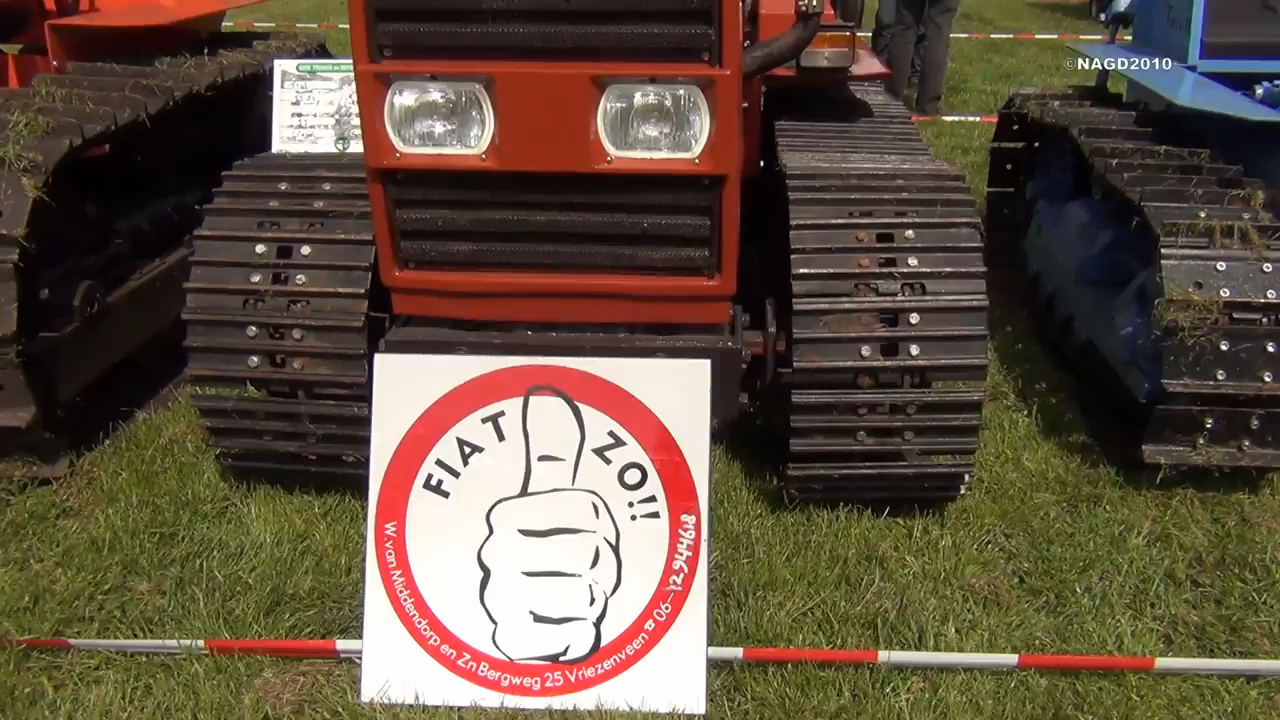 ©NAGD2010
FIAT ZO!!
W. van Middendorp en Zn Bergweg 25 Vriezenveen ☎ 06-12944618